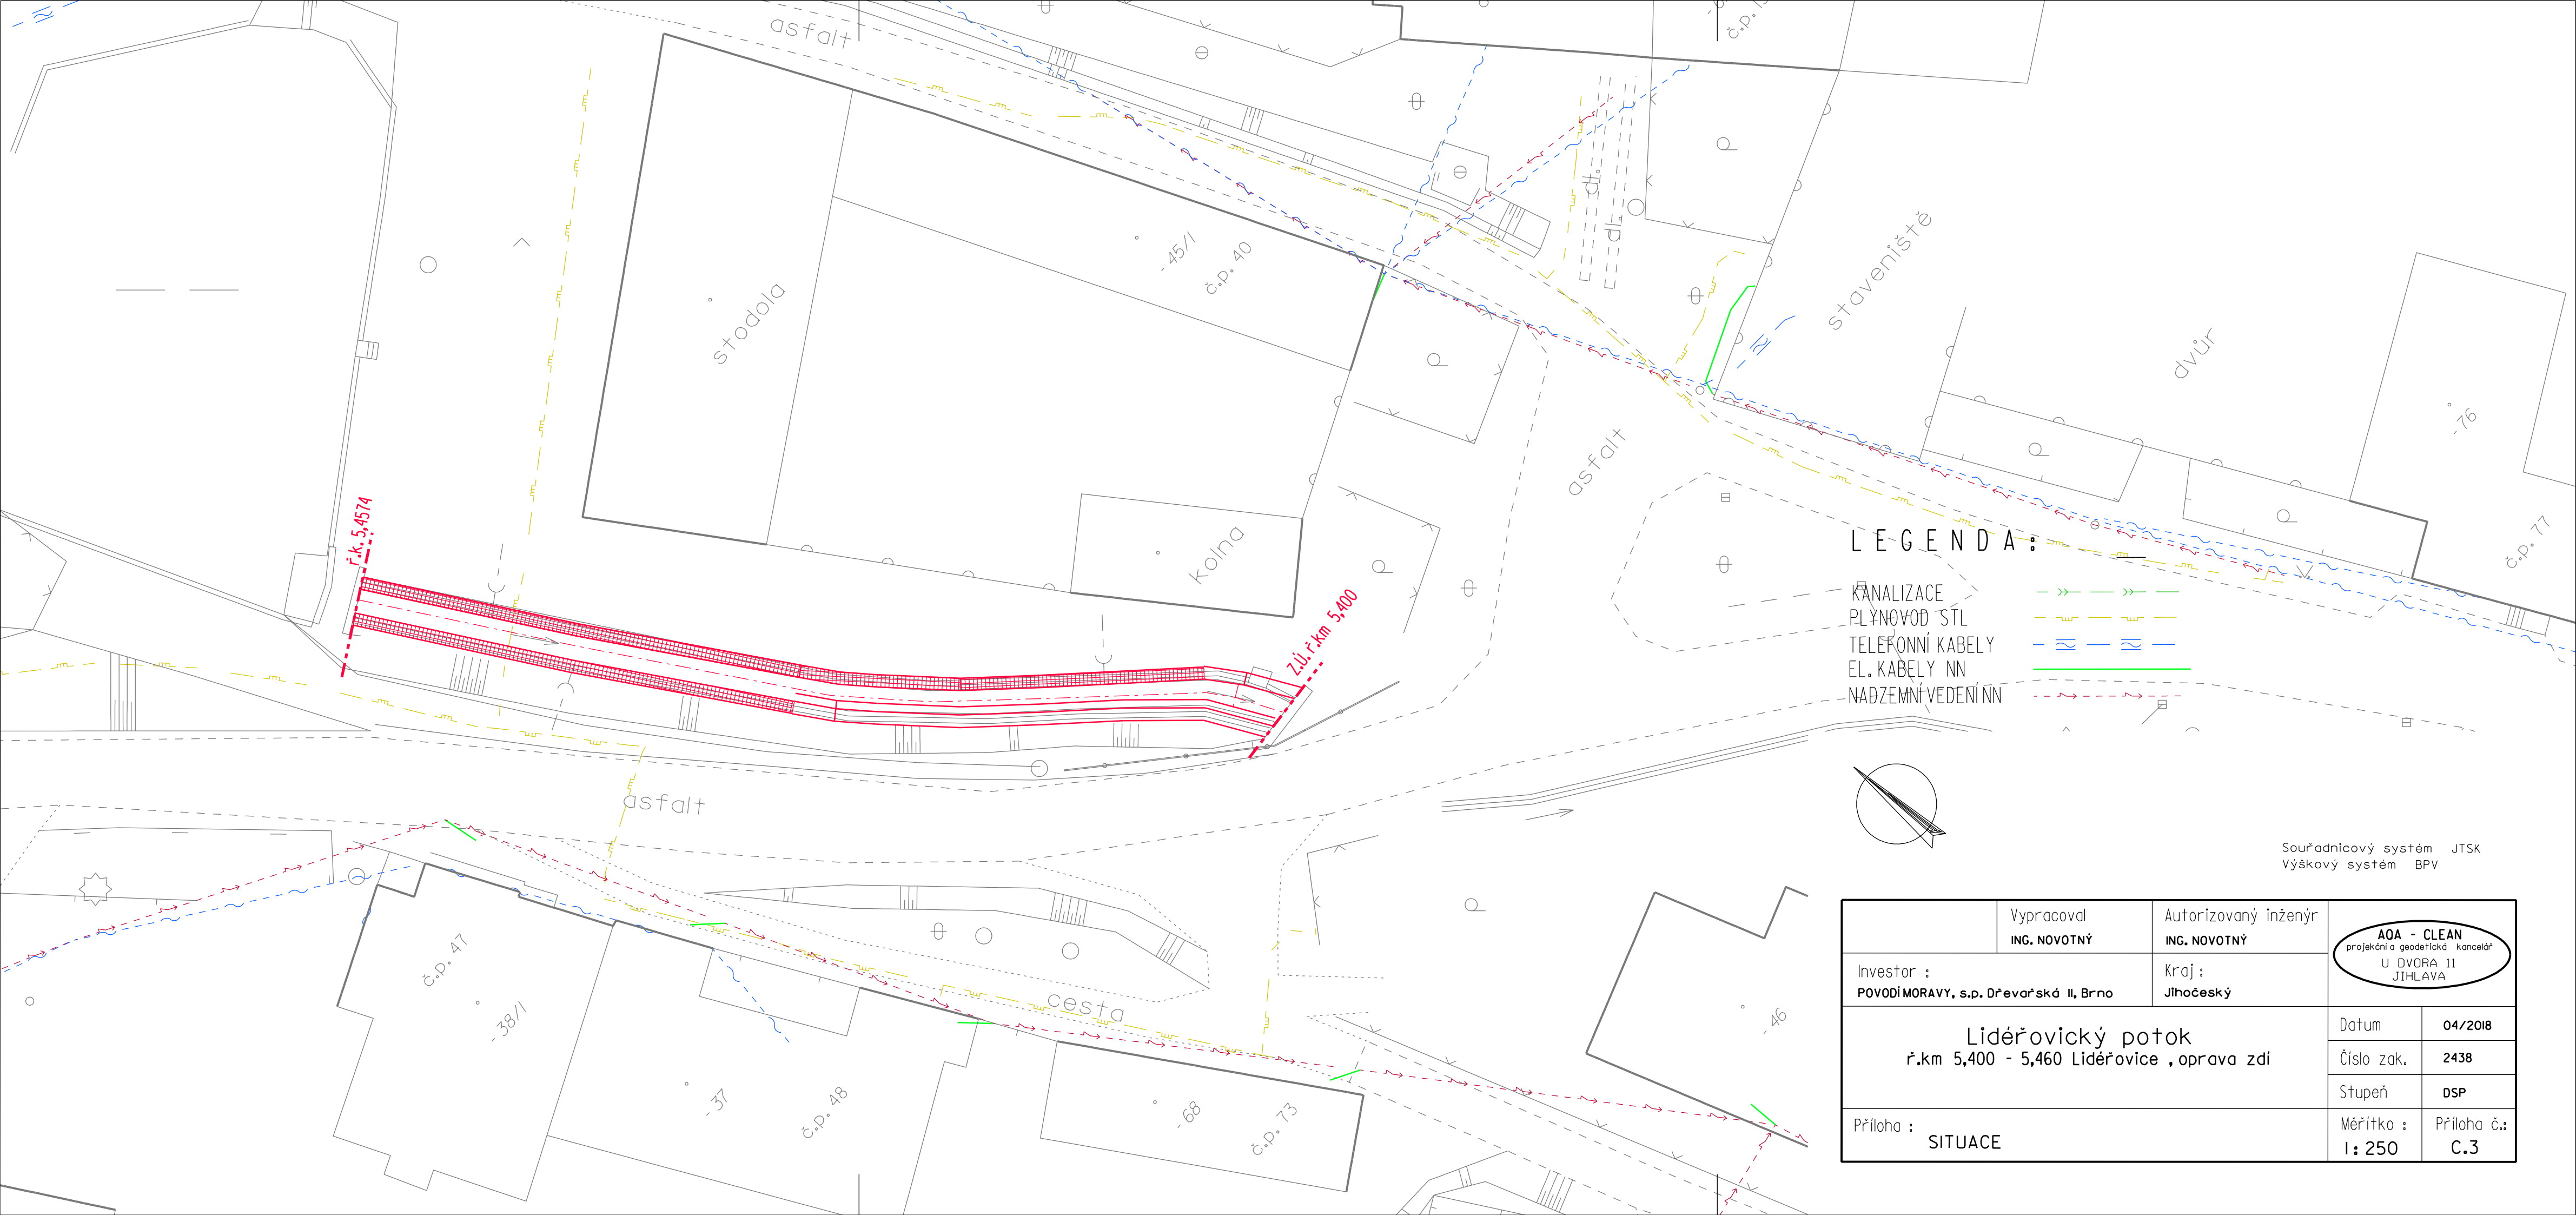 asfalt
č.p. 40
- 45/1
stodola
dl.
dl.
staveniště
dvůr
- 76
č.p. 77
asfalt
kolna
ř.k. 5,4574
Z.Ú. ř.km 5,400
LEGENDA:
KANALIZACE
PLYNOVOD STL
TELEFONNÍ KABELY
EL. KABELY NN
NADZEMNÍ VEDENÍ NN
asfalt
cesta
č.p. 47
- 38/1
- 37
č.p. 48
- 68
č.p. 73
- 46
Souřadnicový systém JTSK
Výškový systém BPV
Vypracoval
ING. NOVOTNÝ
Autorizovaný inženýr
ING. NOVOTNÝ
AQA - CLEAN
projekční a geodetická kancelář
U DVORA 11
JIHLAVA
Investor :
POVODÍ MORAVY, s.p. Dřevařská 11, Brno
Kraj :
Jihočeský
Lidéřovický potok
ř.km 5,400 - 5,460 Lidéřovice , oprava zdí
Datum
04/2018
Číslo zak.
2438
Stupeň
DSP
Příloha :
SITUACE
Měřítko :
1: 250
Příloha č.:
C.3